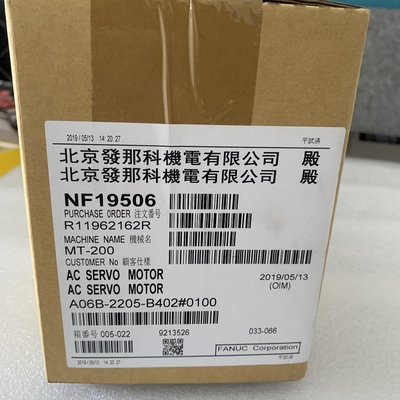 2019/05/13 14:20:27 平試済
北京發那科機電有限公司 殿
北京發那科機電有限公司 殿
NF19506
PURCHASE ORDER 注文番号
R11962162R
MACHINE NAME 機械名
MT-200
CUSTOMER No 顧客仕様
AC SERVO MOTOR 2019/05/13
AC SERVO MOTOR (OIM)
A06B-2205-B402#0100
箱番号 005-022 9213526 033-066
FANUC Corporation
2019/05/13 14:20:27 平試済